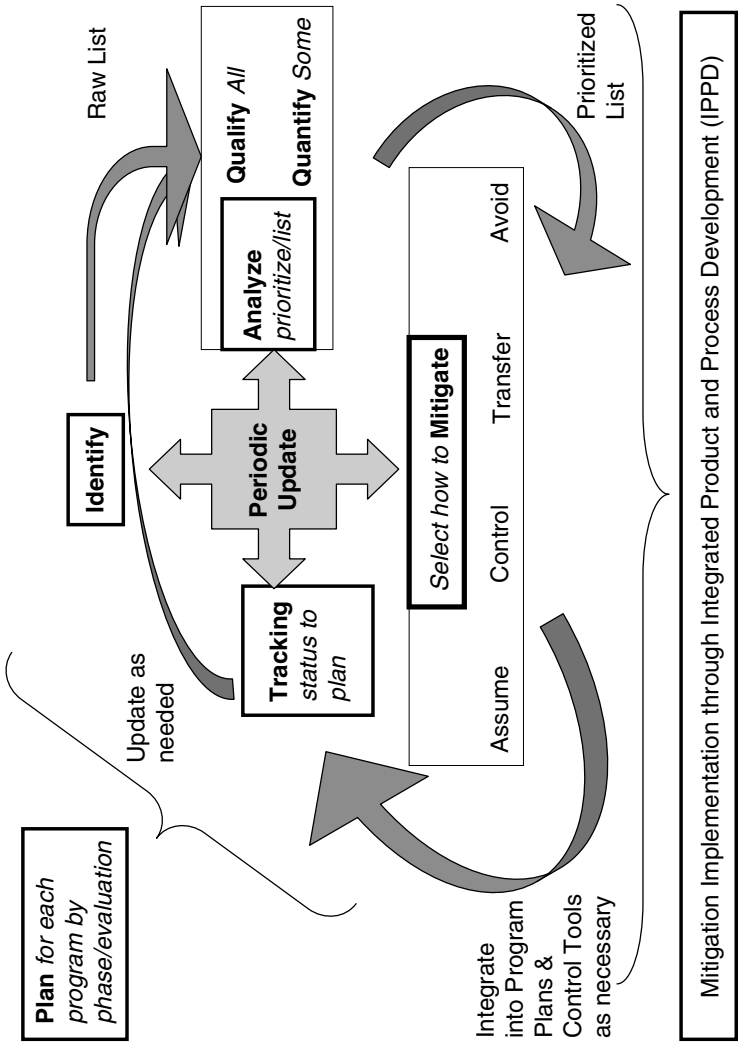 Plan for each
program by
phase/evaluation
Update as
needed
Identify
Raw List
Tracking
status to
plan
Periodic
Update
Analyze
prioritize/list
Qualify All
Quantify Some
Select how to Mitigate
Assume
Control
Transfer
Avoid
Integrate
into Program
Plans &
Control Tools
as necessary
Prioritized
List
Mitigation Implementation through Integrated Product and Process Development (IPPD)